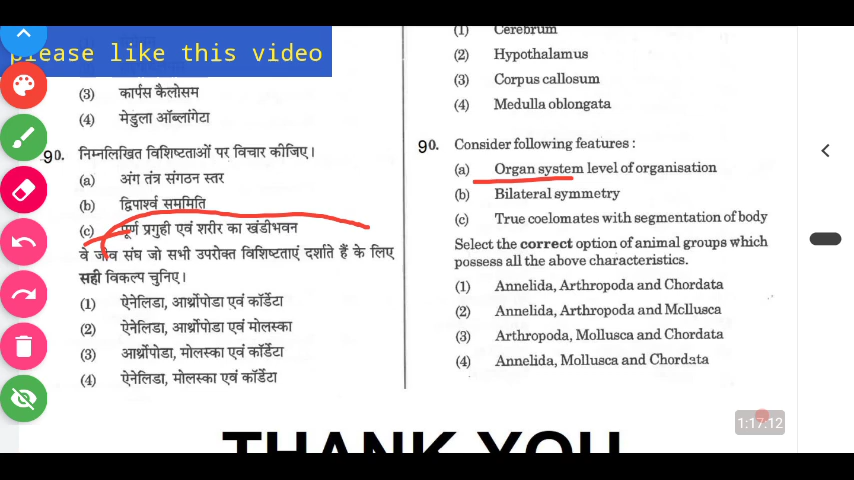 please like this video
(3) कार्पस कैलोसम
(4) मेडुला ऑब्लांगेटा
90. निम्नलिखित विशिष्टताओं पर विचार कीजिए।
(a) अंग तंत्र संगठन स्तर
(b) द्विपार्श्व सममिति
(c) पूर्ण प्रगुही एवं शरीर का खंडीभवन
वे जीव संघ जो सभी उपरोक्त विशिष्टताएं दर्शाते हैं के लिए
सही विकल्प चुनिए।
(1) ऐनेलिडा, आर्थ्रोपोडा एवं कॉर्डेटा
(2) ऐनेलिडा, आर्थ्रोपोडा एवं मोलस्का
(3) आर्थ्रोपोडा, मोलस्का एवं कॉर्डेटा
(4) ऐनेलिडा, मोलस्का एवं कॉर्डेटा
(1) Cerebrum
(2) Hypothalamus
(3) Corpus callosum
(4) Medulla oblongata
90. Consider following features :
(a) Organ system level of organisation
(b) Bilateral symmetry
(c) True coelomates with segmentation of body
Select the correct option of animal groups which
possess all the above characteristics.
(1) Annelida, Arthropoda and Chordata
(2) Annelida, Arthropoda and Mollusca
(3) Arthropoda, Mollusca and Chordata
(4) Annelida, Mollusca and Chordata
1:17:12
THANK YOU